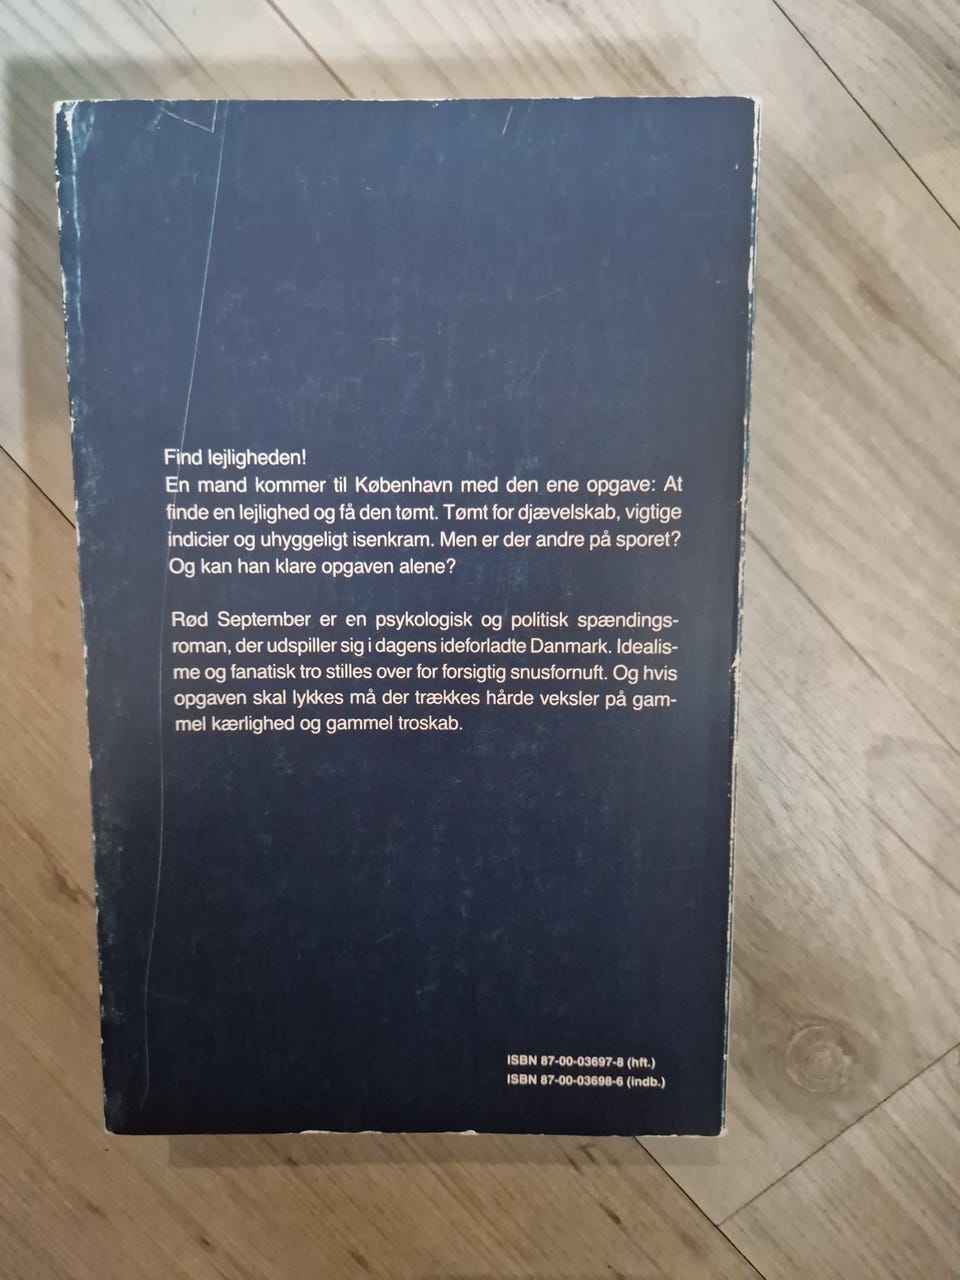 Find lejligheden!
En mand kommer til København med den ene opgave: At
finde en lejlighed og få den tømt. Tømt for djævelskab, vigtige
indicier og uhyggeligt isenkram. Men er der andre på sporet?
Og kan han klare opgaven alene?
Rød September er en psykologisk og politisk spændings-
roman, der udspiller sig i dagens ideforladte Danmark. Idealis-
me og fanatisk tro stilles over for forsigtig snusfornuft. Og hvis
opgaven skal lykkes må der trækkes hårde veksler på gam-
mel kærlighed og gammel troskab.
ISBN 87-00-03697-8 (hft.)
ISBN 87-00-03698-6 (indb.)